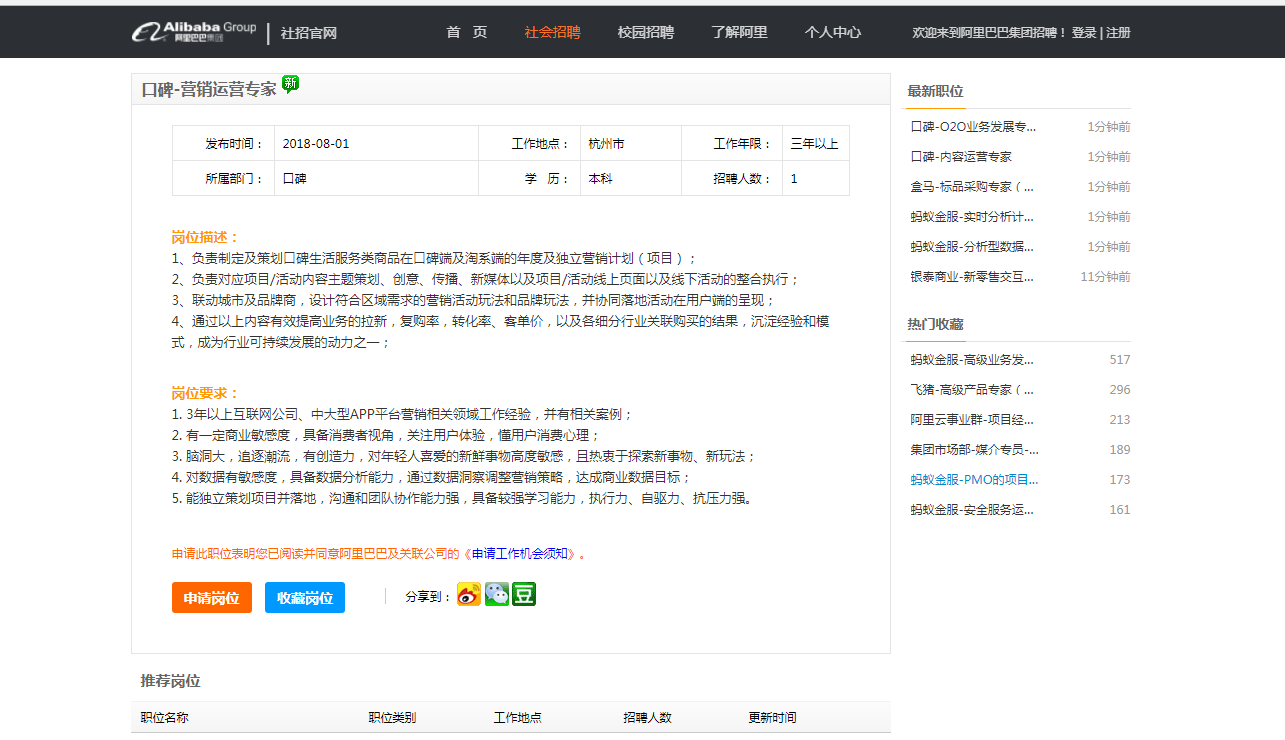 Alibaba Group
阿里巴巴集团
社招官网
首 页
社会招聘
校园招聘
了解阿里
个人中心
欢迎来到阿里巴巴集团招聘！ 登录 | 注册
口碑-营销运营专家 新
发布时间： 2018-08-01 工作地点： 杭州市 工作年限： 三年以上
所属部门： 口碑 学 历： 本科 招聘人数： 1
岗位描述：
1、负责制定及策划口碑生活服务类商品在口碑端及淘系端的年度及独立营销计划（项目）；
2、负责对应项目/活动内容主题策划、创意、传播、新媒体以及项目/活动线上页面以及线下活动的整合执行；
3、联动城市及品牌商，设计符合区域需求的营销活动玩法和品牌玩法，并协同落地活动在用户端的呈现；
4、通过以上内容有效提高业务的拉新，复购率，转化率、客单价，以及各细分行业关联购买的结果，沉淀经验和模
式，成为行业可持续发展的动力之一；
岗位要求：
1. 3年以上互联网公司、中大型APP平台营销相关领域工作经验，并有相关案例；
2. 有一定商业敏感度，具备消费者视角，关注用户体验，懂用户消费心理；
3. 脑洞大，追逐潮流，有创造力，对年轻人喜爱的新鲜事物高度敏感，且热衷于探索新事物、新玩法；
4. 对数据有敏感度，具备数据分析能力，通过数据洞察调整营销策略，达成商业数据目标；
5. 能独立策划项目并落地，沟通和团队协作能力强，具备较强学习能力，执行力、自驱力、抗压力强。
申请此职位表明您已阅读并同意阿里巴巴及关联公司的《申请工作机会须知》。
申请岗位
收藏岗位
分享到： 豆
推荐岗位
职位名称 职位类别 工作地点 招聘人数 更新时间
最新职位
口碑-O2O业务发展专... 1分钟前
口碑-内容运营专家 1分钟前
盒马-标品采购专家（... 1分钟前
蚂蚁金服-实时分析计... 1分钟前
蚂蚁金服-分析型数据... 1分钟前
银泰商业-新零售交互... 11分钟前
热门收藏
蚂蚁金服-高级业务发... 517
飞猪-高级产品专家（... 296
阿里云事业群-项目经... 213
集团市场部-媒介专员-... 189
蚂蚁金服-PMO的项目... 173
蚂蚁金服-安全服务运... 161